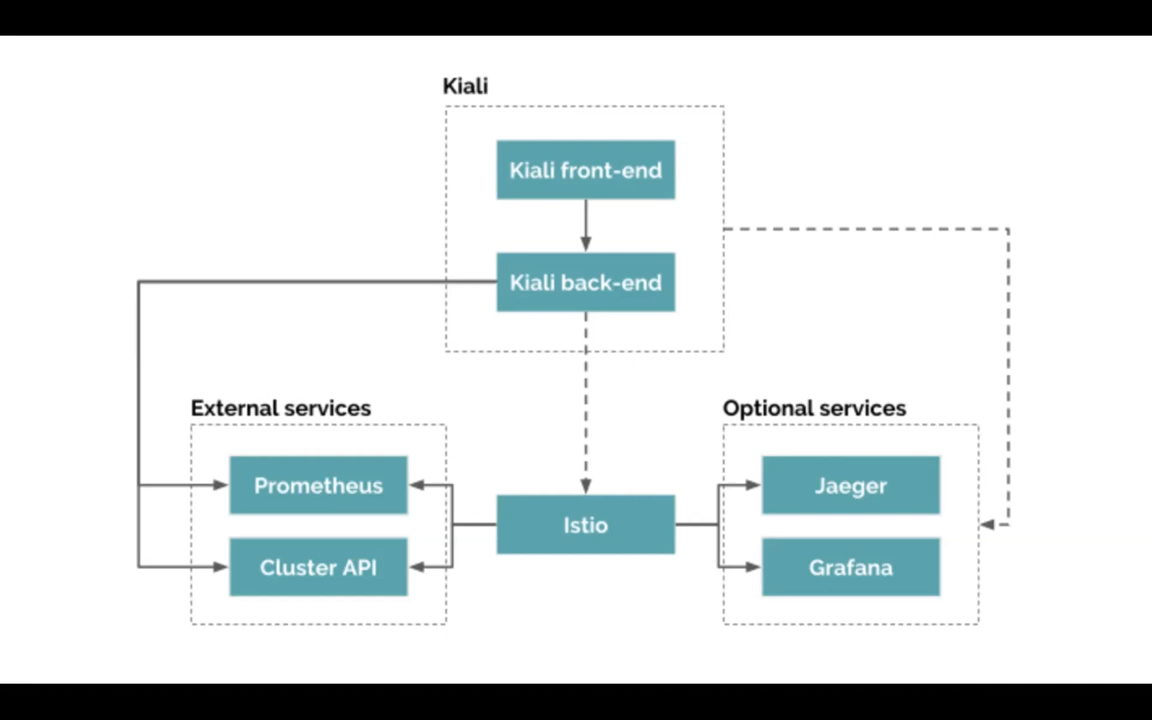 Kiali
Kiali front-end
Kiali back-end
External services
Prometheus
Cluster API
Istio
Optional services
Jaeger
Grafana